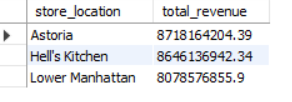 store_location total_revenue
Astoria 8718164204.39
Hell's Kitchen 8646136942.34
Lower Manhattan 8078576855.9